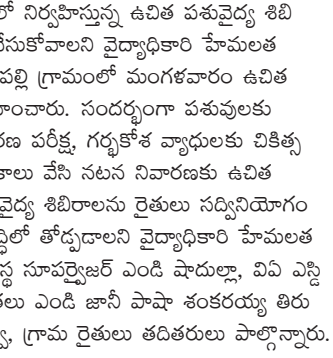 లో నిర్వహిస్తున్న ఉచిత పశువైద్య శిబి
చేసుకోవాలని వైద్యాధికారి హేమలత
పల్లి గ్రామంలో మంగళవారం ఉచిత
హించారు. సందర్భంగా పశువులకు
రణ పరీక్ష, గర్భకోశ వ్యాధులకు చికిత్స
కాలు వేసి నటన నివారణకు ఉచిత
వైద్య శిబిరాలను రైతులు సద్వినియోగం
ద్ధిలో తోడ్పడాలని వైద్యాధికారి హేమలత
స్థ సూపర్వైజర్ ఎండి షాదుల్లా, విఏ ఎస్డి
తలు ఎండి జానీ పాషా శంకరయ్య తిరు
గ్రామ రైతులు తదితరులు పాల్గొన్నారు.